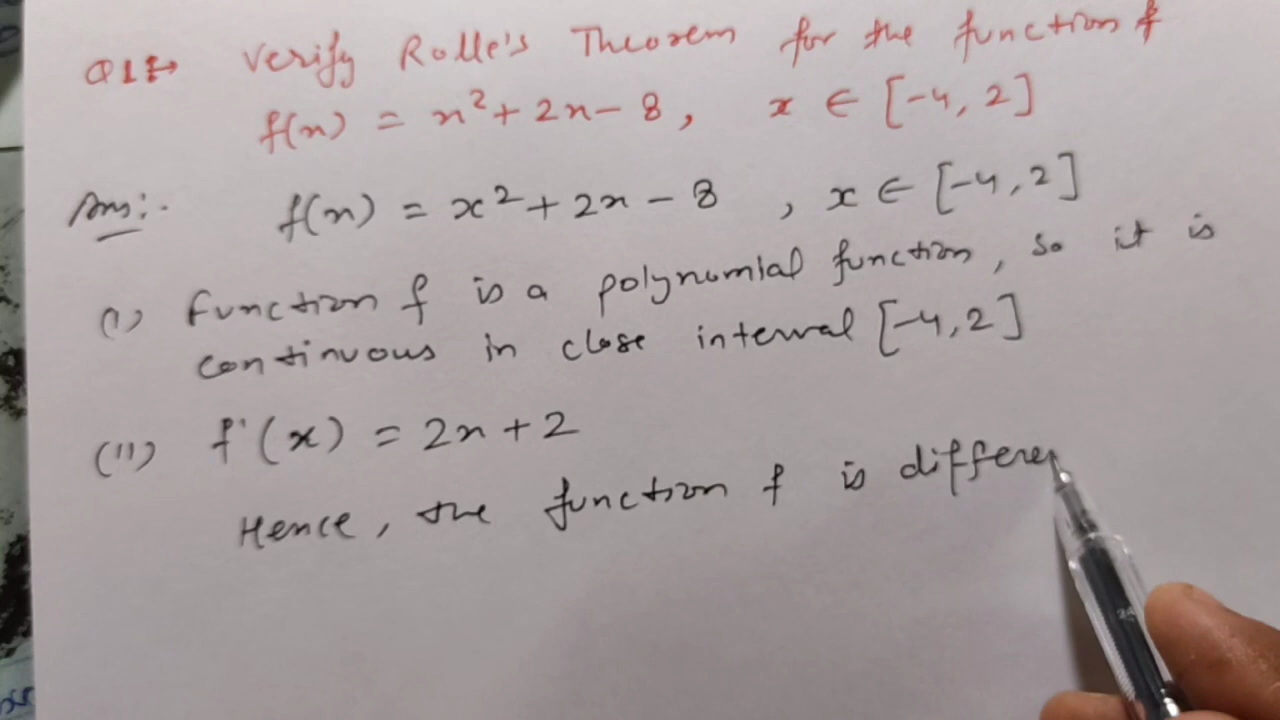 Q1:→ Verify Rolle's Theorem for the function f
f(x) = x² + 2x - 8, x ∈ [-4, 2]
Ans:- f(x) = x² + 2x - 8 , x ∈ [-4, 2]
(i) Function f is a polynomial function, so it is
continuous in close interval [-4, 2]
(ii) f'(x) = 2x + 2
Hence, the function f is differen